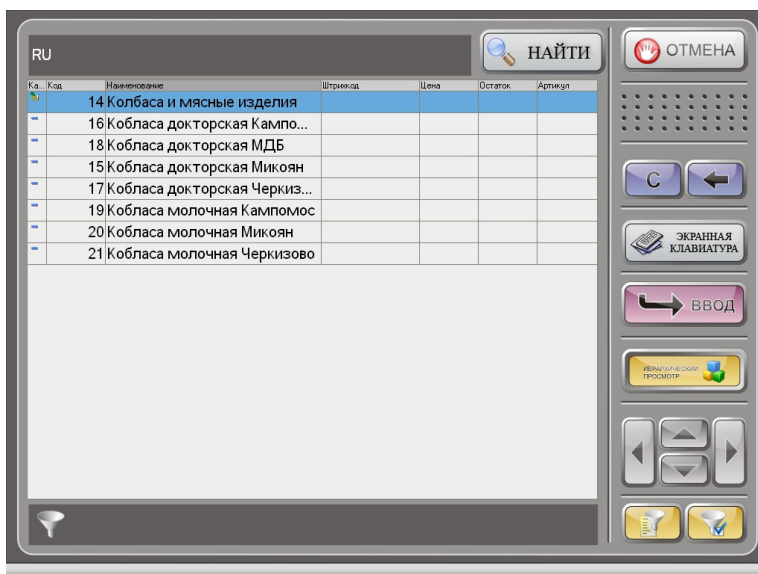 RU
НАЙТИ
ОТМЕНА
Ка... Код Наименование Штрихкод Цена Остаток Артикул
14 Колбаса и мясные изделия
16 Кобласа докторская Кампо...
18 Кобласа докторская МДБ
15 Кобласа докторская Микоян
17 Кобласа докторская Черкиз...
19 Кобласа молочная Кампомос
20 Кобласа молочная Микоян
21 Кобласа молочная Черкизово
C
ЭКРАННАЯ
КЛАВИАТУРА
ВВОД
ИЕРАРХИЧЕСКИЙ
ПРОСМОТР